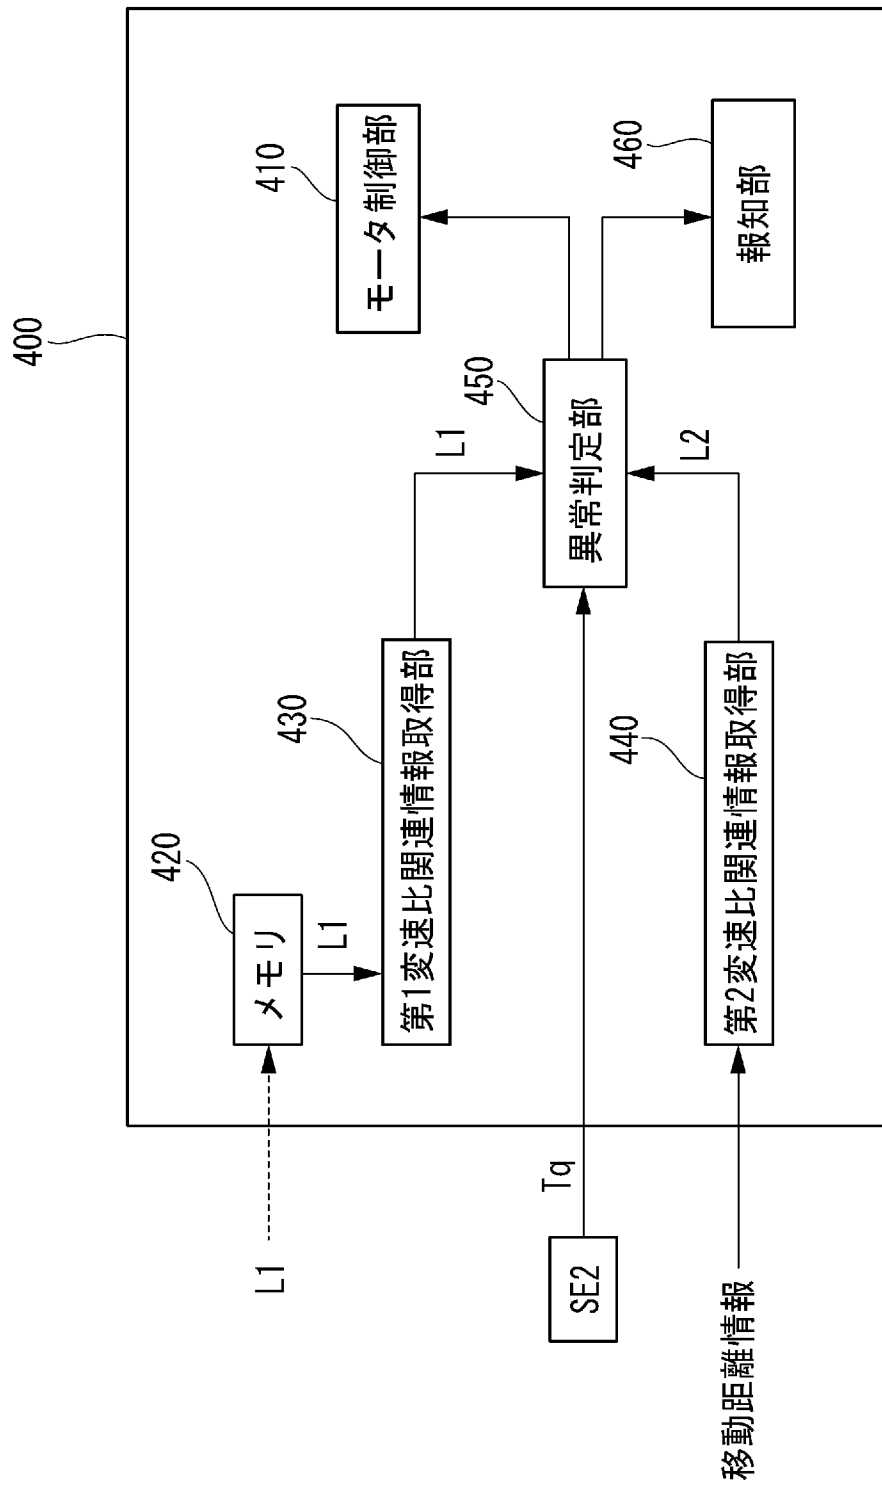 400
410
モータ制御部
460
報知部
450
異常判定部
L1
L2
430
第1変速比関連情報取得部
440
第2変速比関連情報取得部
420
メモリ
L1
L1
Tq
SE2
移動距離情報